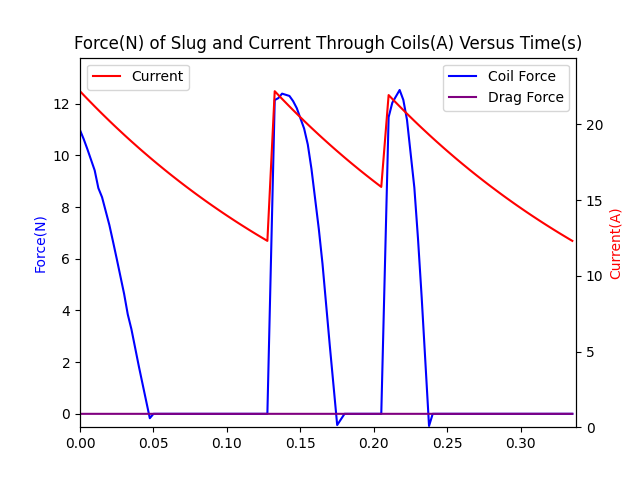 Force(N) of Slug and Current Through Coils(A) Versus Time(s)
Current
Coil Force
Drag Force
Force(N)
12
10
8
6
4
2
0
20
15
10
5
0
Current(A)
0.00 0.05 0.10 0.15 0.20 0.25 0.30